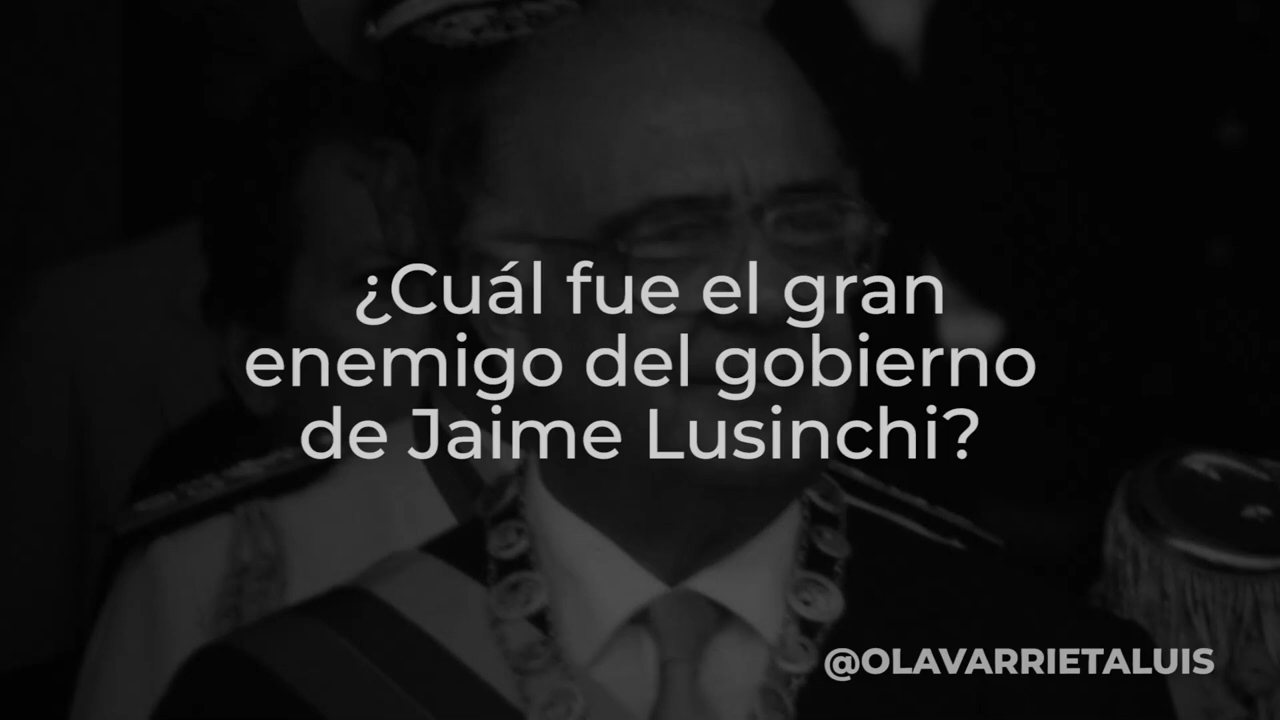 ¿Cuál fue el gran
enemigo del gobierno
de Jaime Lusinchi?
@OLAVARRIETALUIS